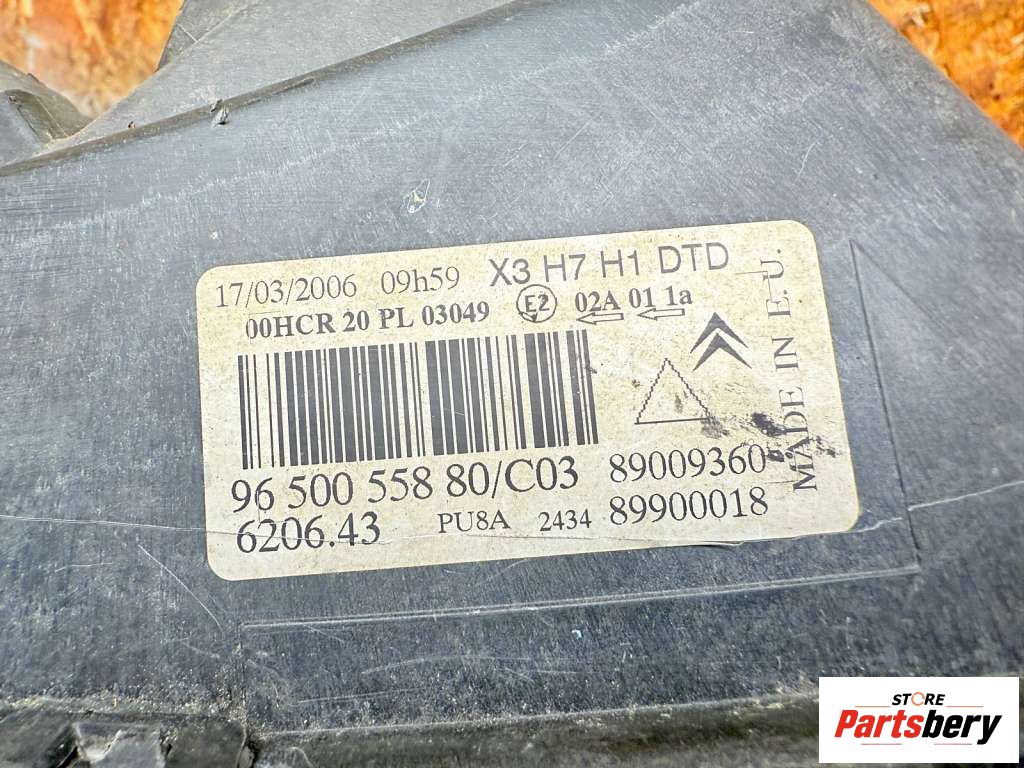 17/03/2006 09h59 X3 H7 H1 DTD
00HCR 20 PL 03049 E2 02A 01 1a
96 500 558 80/C03 89009360
6206.43 PU8A 2434 89900018
MADE IN E.U.
STORE
Partsbery